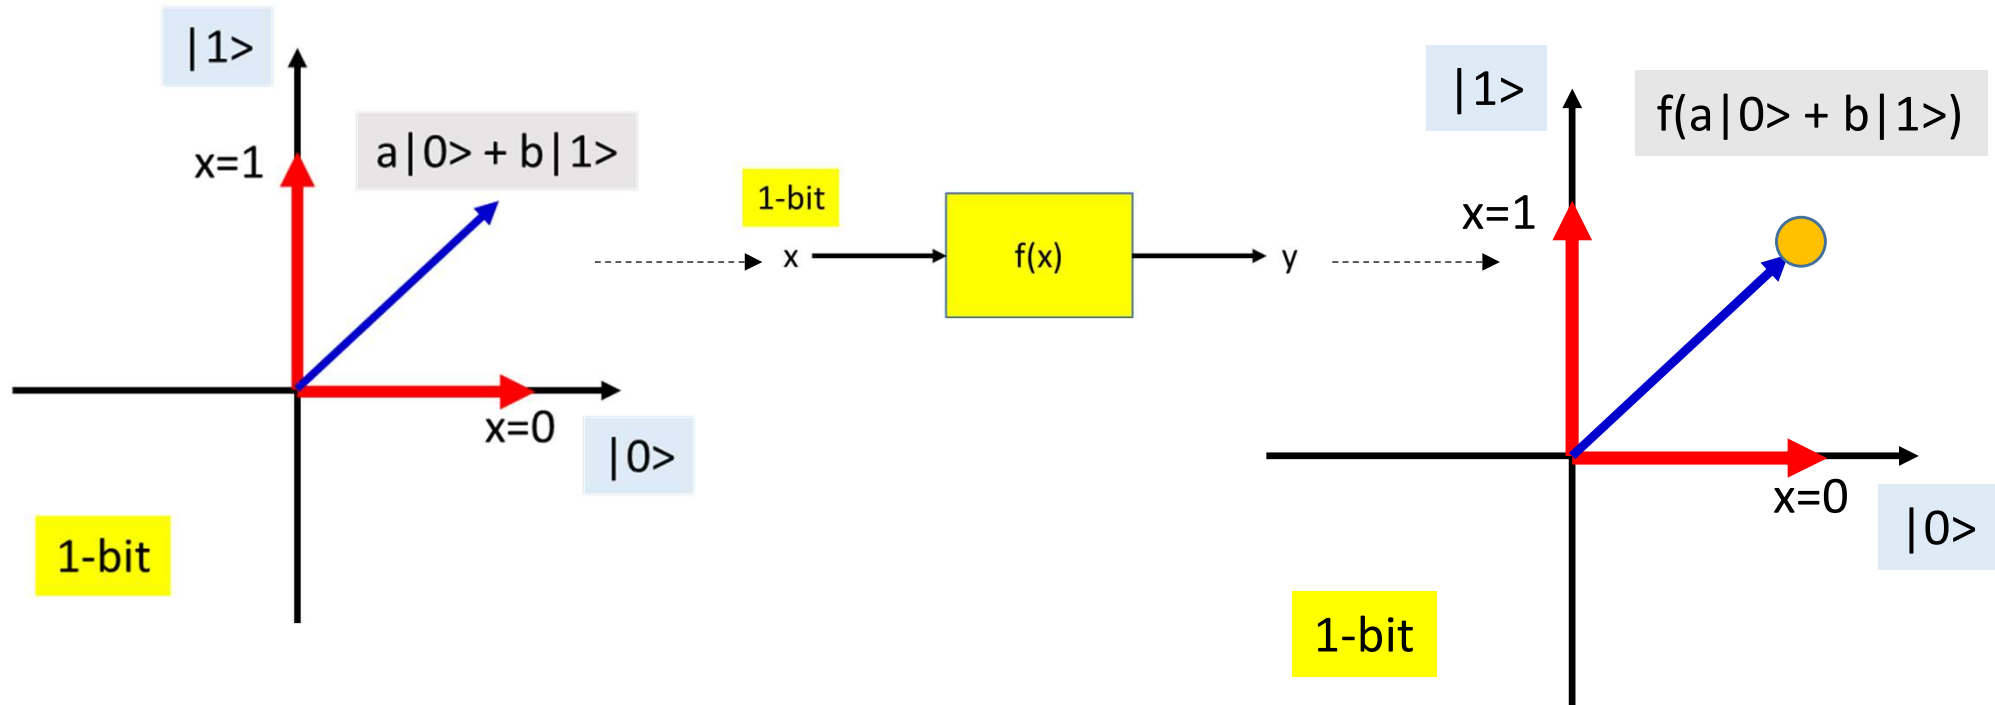 |1>
x=1
a|0> + b|1>
x=0
|0>
1-bit
1-bit
x
f(x)
y
|1>
f(a|0> + b|1>)
x=1
x=0
|0>
1-bit